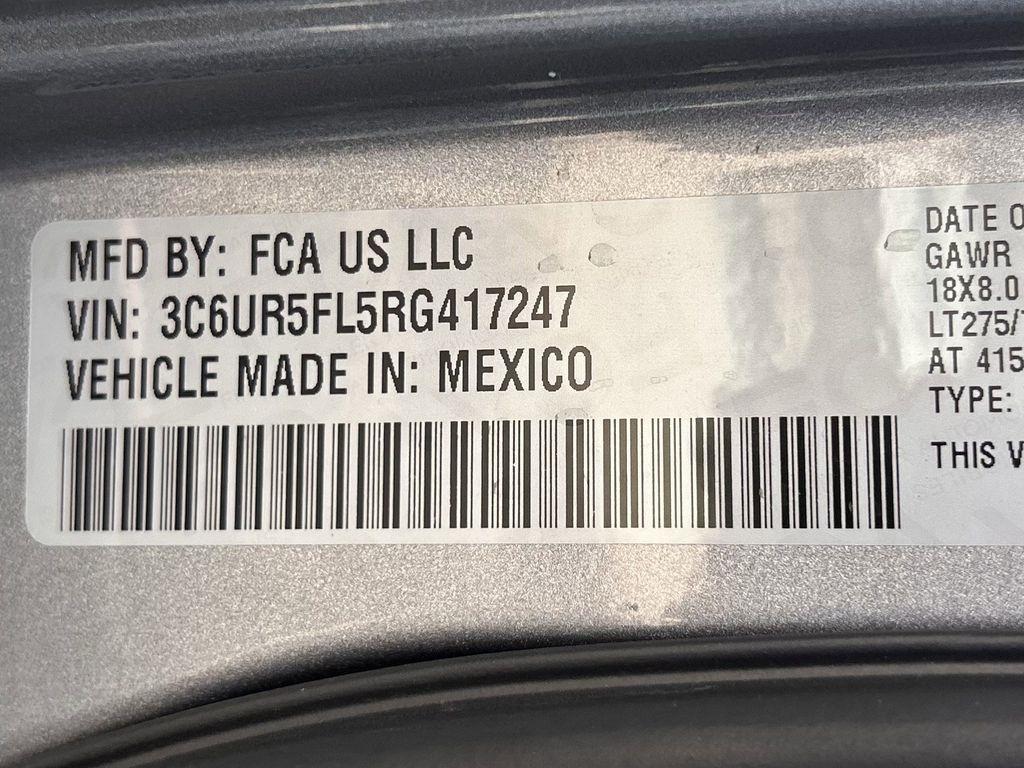 MFD BY: FCA US LLC
VIN: 3C6UR5FL5RG417247
VEHICLE MADE IN: MEXICO
DATE O
GAWR
18X8.0
LT275/
AT 415
TYPE:
THIS V